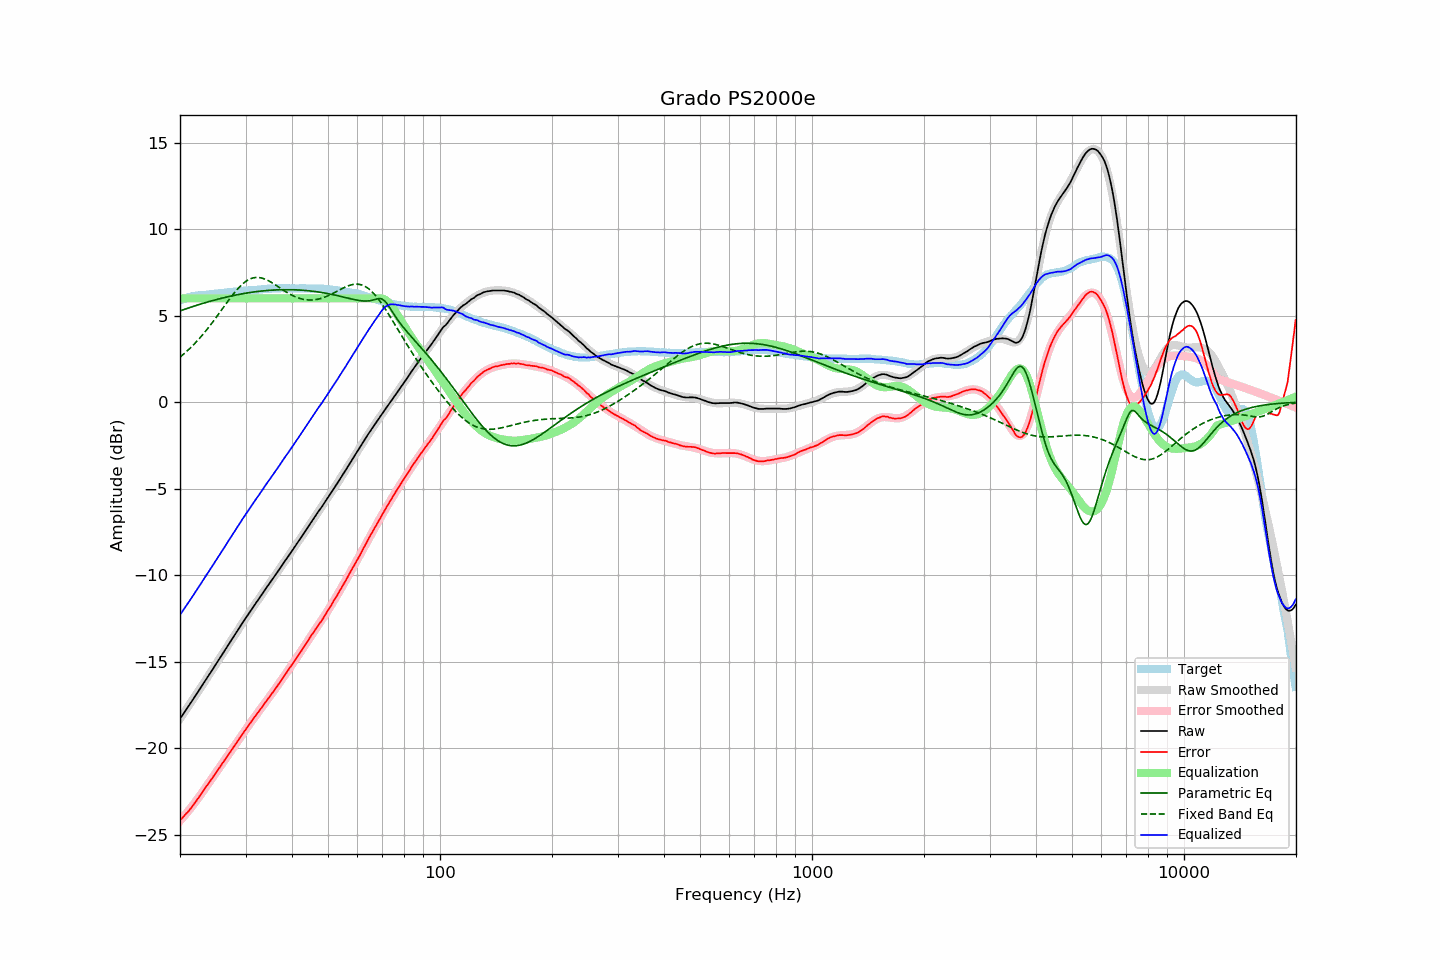 Grado PS2000e
15
10
5
0
−5
−10
−15
−20
−25
Amplitude (dBr)
100
1000
10000
Frequency (Hz)
Target
Raw Smoothed
Error Smoothed
Raw
Error
Equalization
Parametric Eq
Fixed Band Eq
Equalized